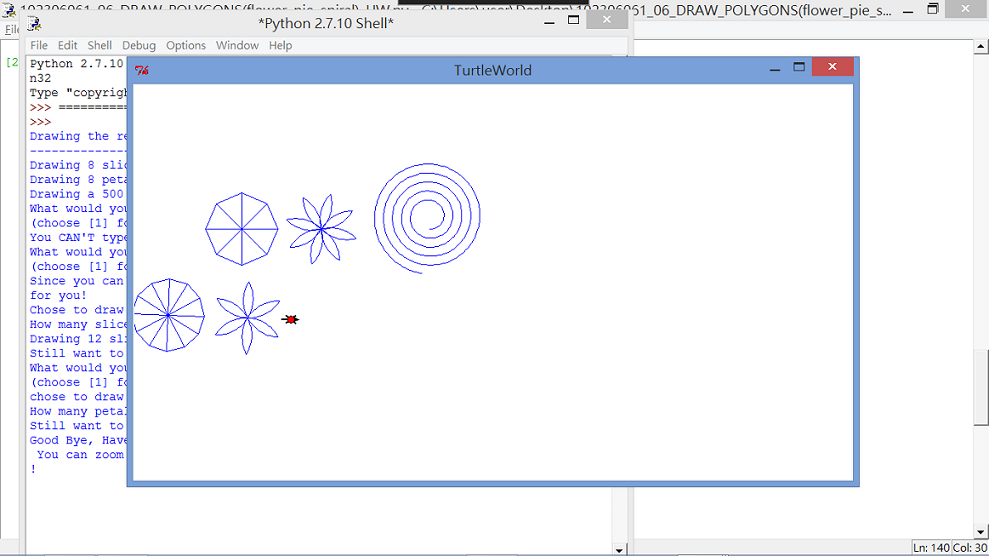 102306061_06_DRAW_POLYGONS(flower_pie_spiral)_HW.py - C:\Users\user\Desktop\102306061_06_DRAW_POLYGONS(flower_pie_s...
*Python 2.7.10 Shell*
File Edit Shell Debug Options Window Help
TurtleWorld
Python 2.7.10
n32
Type "copyrigh
>>> ============
>>>
Drawing the re
--------------
Drawing 8 slic
Drawing 8 peta
Drawing a 500
What would you
(choose [1] fo
You CAN'T type
What would you
(choose [1] fo
Since you can
for you!
Chose to draw
How many slice
Drawing 12 sli
Still want to
What would you
(choose [1] fo
chose to draw
How many petal
Still want to
Good Bye, Have
You can zoom
!
Ln: 140 Col: 30